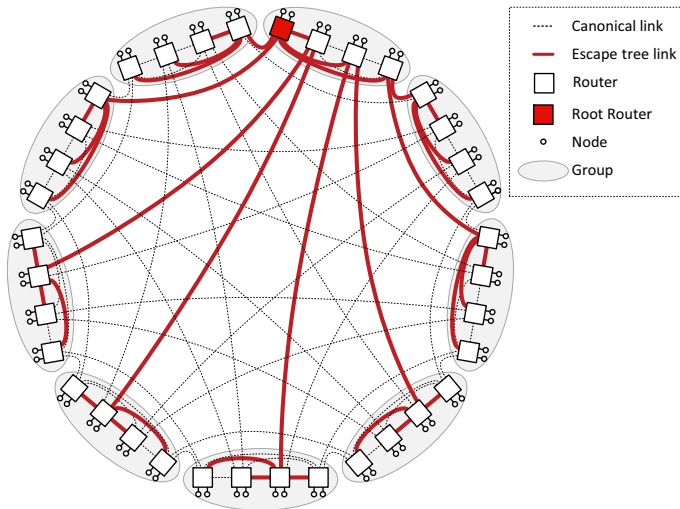 Canonical link
Escape tree link
Router
Root Router
Node
Group